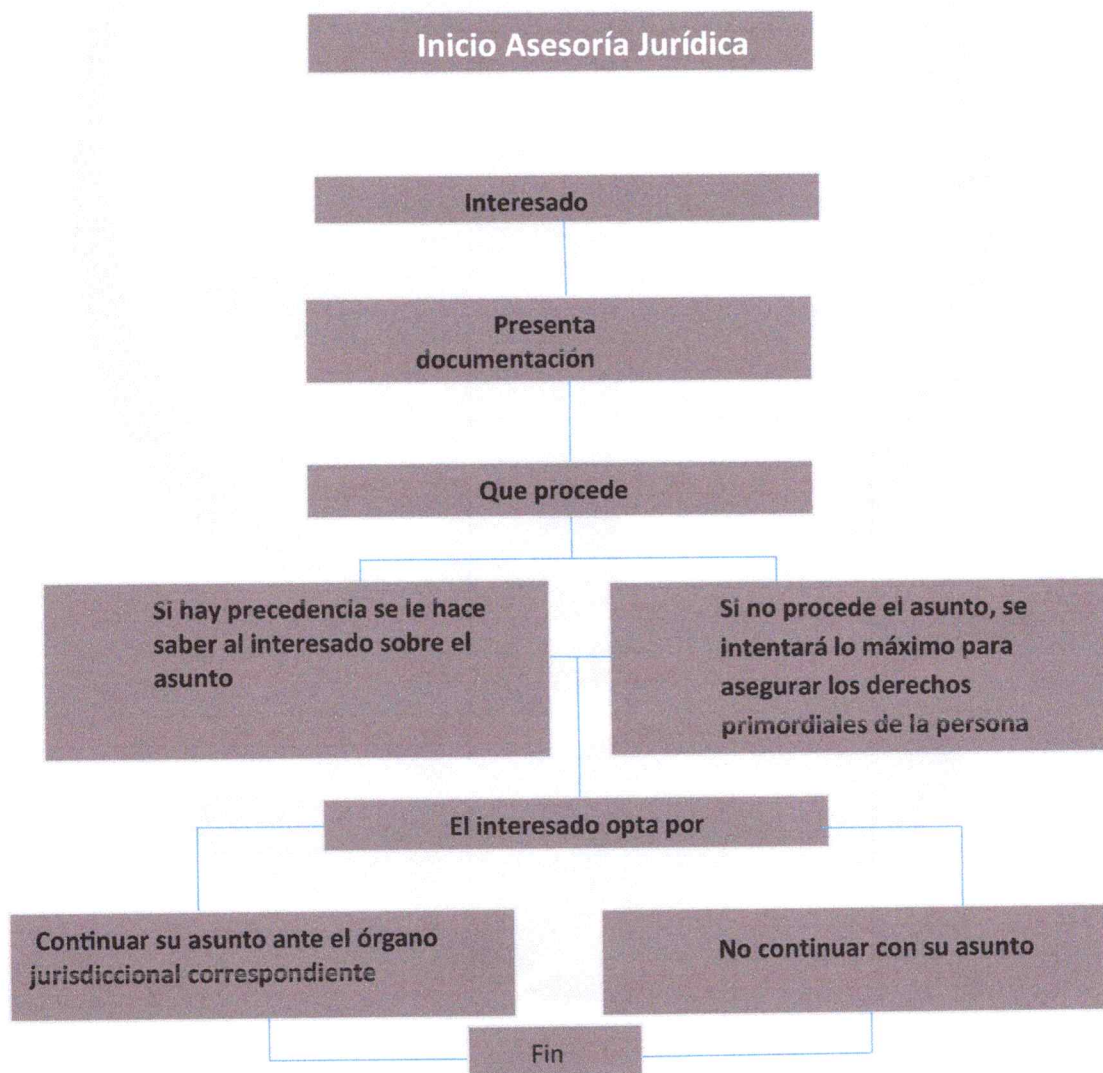 Inicio Asesoría Jurídica
Interesado
Presenta
documentación
Que procede
Si hay precedencia se le hace
saber al interesado sobre el
asunto
Si no procede el asunto, se
intentará lo máximo para
asegurar los derechos
primordiales de la persona
El interesado opta por
Continuar su asunto ante el órgano
jurisdiccional correspondiente
No continuar con su asunto
Fin